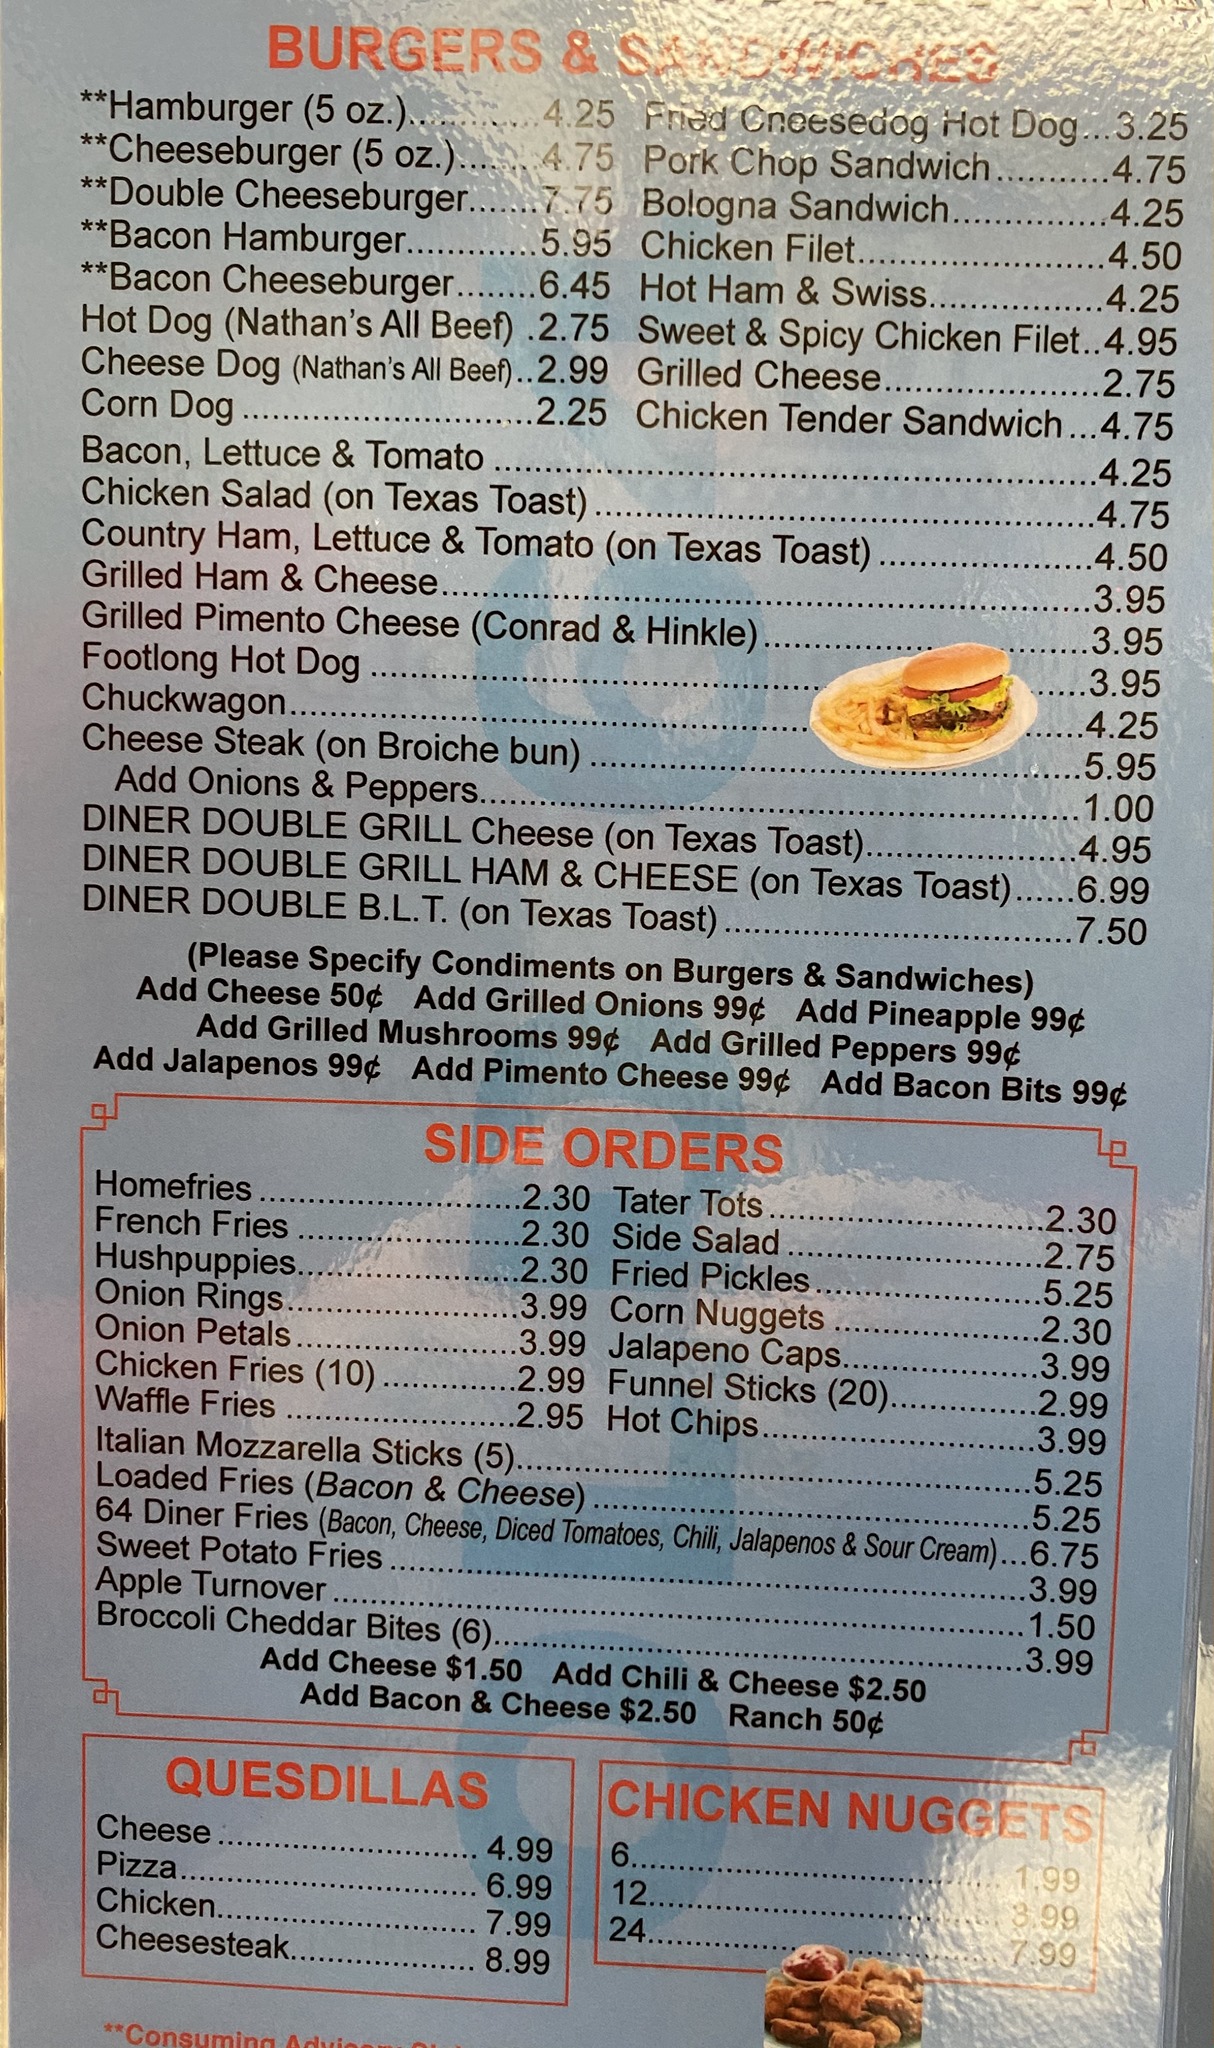 BURGERS & SANDWICHES
**Hamburger (5 oz.)..............4.25
**Cheeseburger (5 oz.).......4.75
**Double Cheeseburger.......7.75
**Bacon Hamburger............5.95
**Bacon Cheeseburger........6.45
Hot Dog (Nathan's All Beef) .2.75
Cheese Dog (Nathan's All Beef)..2.99
Corn Dog ..............................2.25
Fried Cheesedog Hot Dog...3.25
Pork Chop Sandwich...........4.75
Bologna Sandwich...............4.25
Chicken Filet........................4.50
Hot Ham & Swiss.................4.25
Sweet & Spicy Chicken Filet..4.95
Grilled Cheese.....................2.75
Chicken Tender Sandwich ...4.75
Bacon, Lettuce & Tomato ............................................................4.25
Chicken Salad (on Texas Toast) ..................................................4.75
Country Ham, Lettuce & Tomato (on Texas Toast) .....................4.50
Grilled Ham & Cheese.................................................................3.95
Grilled Pimento Cheese (Conrad & Hinkle)................................3.95
Footlong Hot Dog ........................................................................3.95
Chuckwagon................................................................................4.25
Cheese Steak (on Broiche bun) .................................................5.95
Add Onions & Peppers............................................................1.00
DINER DOUBLE GRILL Cheese (on Texas Toast).....................4.95
DINER DOUBLE GRILL HAM & CHEESE (on Texas Toast)......6.99
DINER DOUBLE B.L.T. (on Texas Toast) ...................................7.50
(Please Specify Condiments on Burgers & Sandwiches)
Add Cheese 50¢ Add Grilled Onions 99¢ Add Pineapple 99¢
Add Grilled Mushrooms 99¢ Add Grilled Peppers 99¢
Add Jalapenos 99¢ Add Pimento Cheese 99¢ Add Bacon Bits 99¢
SIDE ORDERS
Homefries ..........................2.30
French Fries ......................2.30
Hushpuppies......................2.30
Onion Rings.......................3.99
Onion Petals......................3.99
Chicken Fries (10) .............2.99
Waffle Fries .......................2.95
Tater Tots...........................2.30
Side Salad .........................2.75
Fried Pickles.......................5.25
Corn Nuggets ....................2.30
Jalapeno Caps...................3.99
Funnel Sticks (20)..............2.99
Hot Chips...........................3.99
Italian Mozzarella Sticks (5)....................................................5.25
Loaded Fries (Bacon & Cheese) ............................................5.25
64 Diner Fries (Bacon, Cheese, Diced Tomatoes, Chili, Jalapenos & Sour Cream)...6.75
Sweet Potato Fries .................................................................3.99
Apple Turnover .......................................................................1.50
Broccoli Cheddar Bites (6)......................................................3.99
Add Cheese $1.50 Add Chili & Cheese $2.50
Add Bacon & Cheese $2.50 Ranch 50¢
QUESDILLAS
Cheese .......................... 4.99
Pizza.............................. 6.99
Chicken.......................... 7.99
Cheesesteak................... 8.99
CHICKEN NUGGETS
6..................................... 1.99
12................................... 3.99
24................................... 7.99
**Consuming Advisory